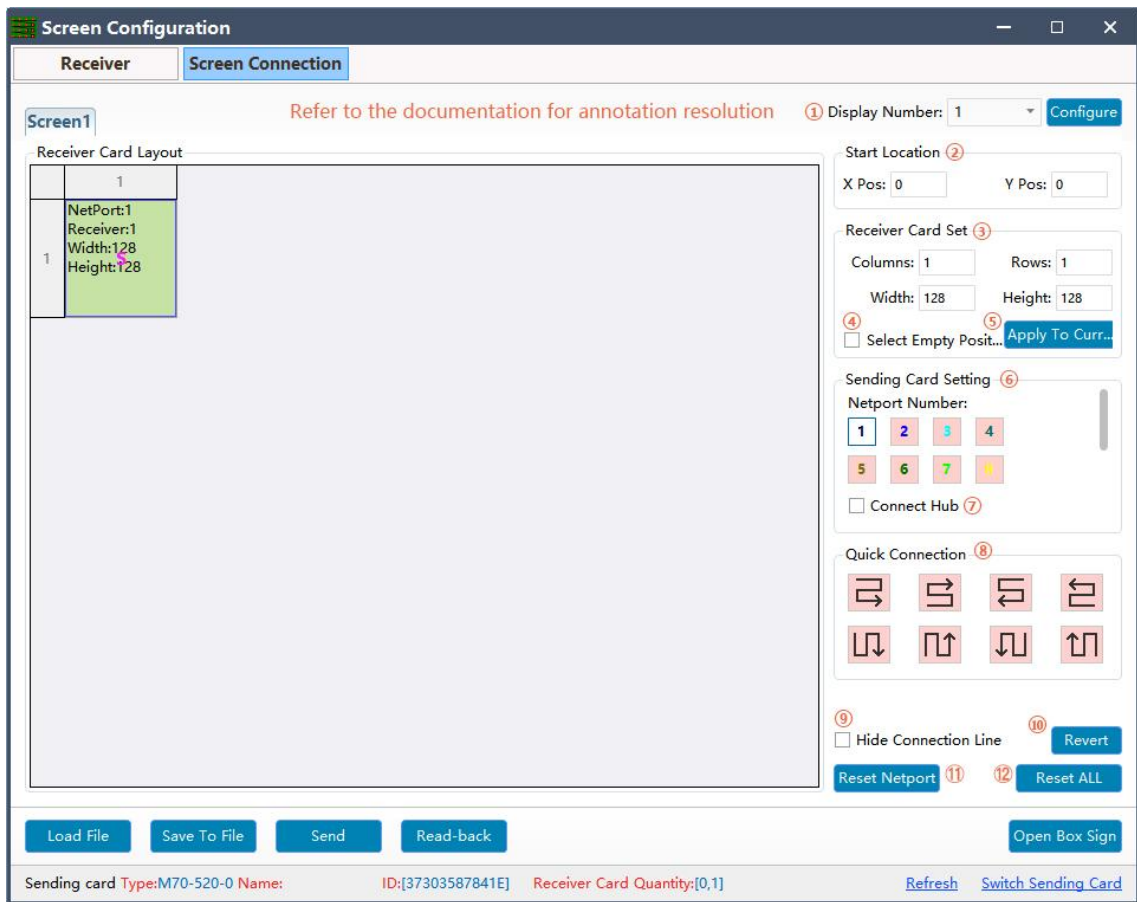 Screen Configuration
Receiver
Screen Connection
Screen1
Refer to the documentation for annotation resolution
① Display Number: 1
Configure
Receiver Card Layout
1
1
NetPort:1
Receiver:1
Width:128
Height:128
S
Start Location ②
X Pos: 0 Y Pos: 0
Receiver Card Set ③
Columns: 1 Rows: 1
Width: 128 Height: 128
④ ⑤
Select Empty Posit... Apply To Curr...
Sending Card Setting ⑥
Netport Number:
1 2 3 4
5 6 7 8
Connect Hub ⑦
Quick Connection ⑧
⑨ ⑩
Hide Connection Line Revert
Reset Netport ⑪ ⑫ Reset ALL
Load File Save To File Send Read-back Open Box Sign
Sending card Type:M70-520-0 Name: ID:[37303587841E] Receiver Card Quantity:[0,1] Refresh Switch Sending Card